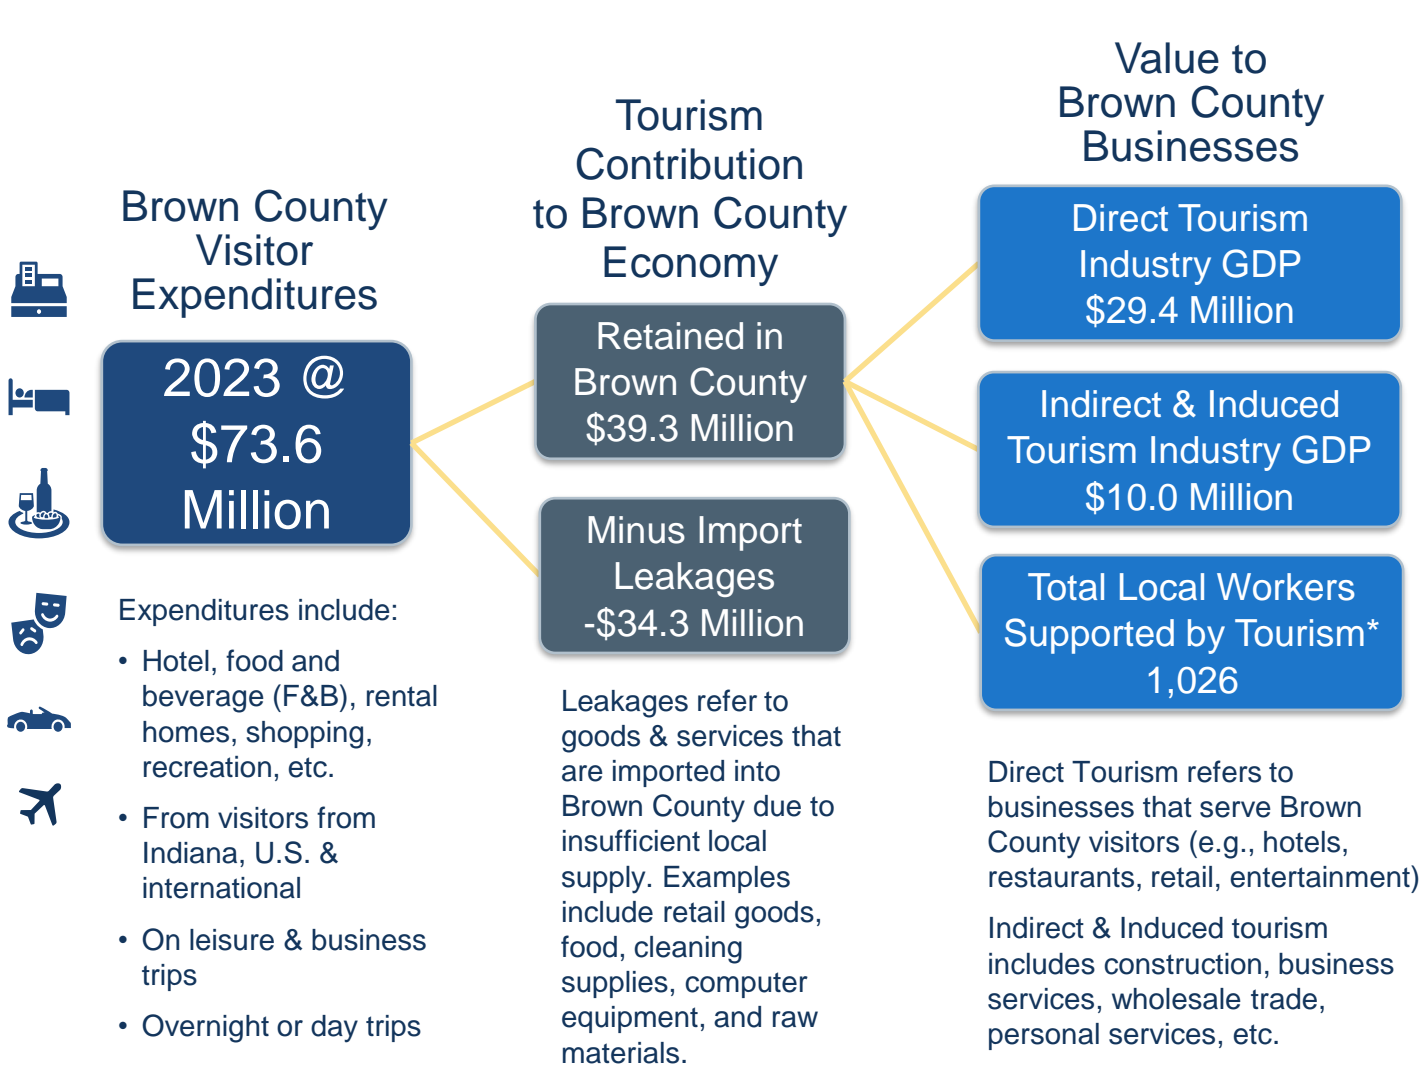 Brown County
Visitor
Expenditures
2023 @
$73.6
Million
Expenditures include:
• Hotel, food and
beverage (F&B), rental
homes, shopping,
recreation, etc.
• From visitors from
Indiana, U.S. &
international
• On leisure & business
trips
• Overnight or day trips
Tourism
Contribution
to Brown County
Economy
Retained in
Brown County
$39.3 Million
Minus Import
Leakages
-$34.3 Million
Leakages refer to
goods & services that
are imported into
Brown County due to
insufficient local
supply. Examples
include retail goods,
food, cleaning
supplies, computer
equipment, and raw
materials.
Value to
Brown County
Businesses
Direct Tourism
Industry GDP
$29.4 Million
Indirect & Induced
Tourism Industry GDP
$10.0 Million
Total Local Workers
Supported by Tourism*
1,026
Direct Tourism refers to
businesses that serve Brown
County visitors (e.g., hotels,
restaurants, retail, entertainment)
Indirect & Induced tourism
includes construction, business
services, wholesale trade,
personal services, etc.